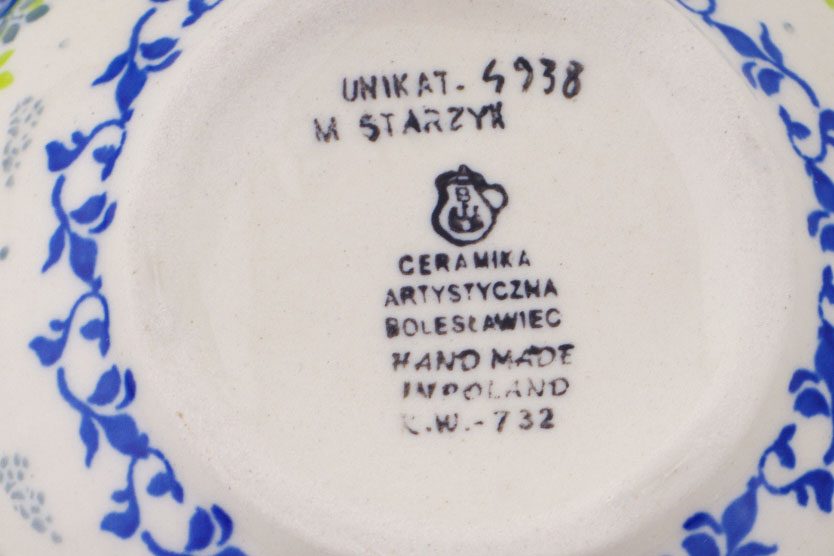 UNIKAT- 4938
M STARZYK
CERAMIKA
ARTYSTYCZNA
BOLESŁAWIEC
HAND MADE
IN POLAND
K.W.-732